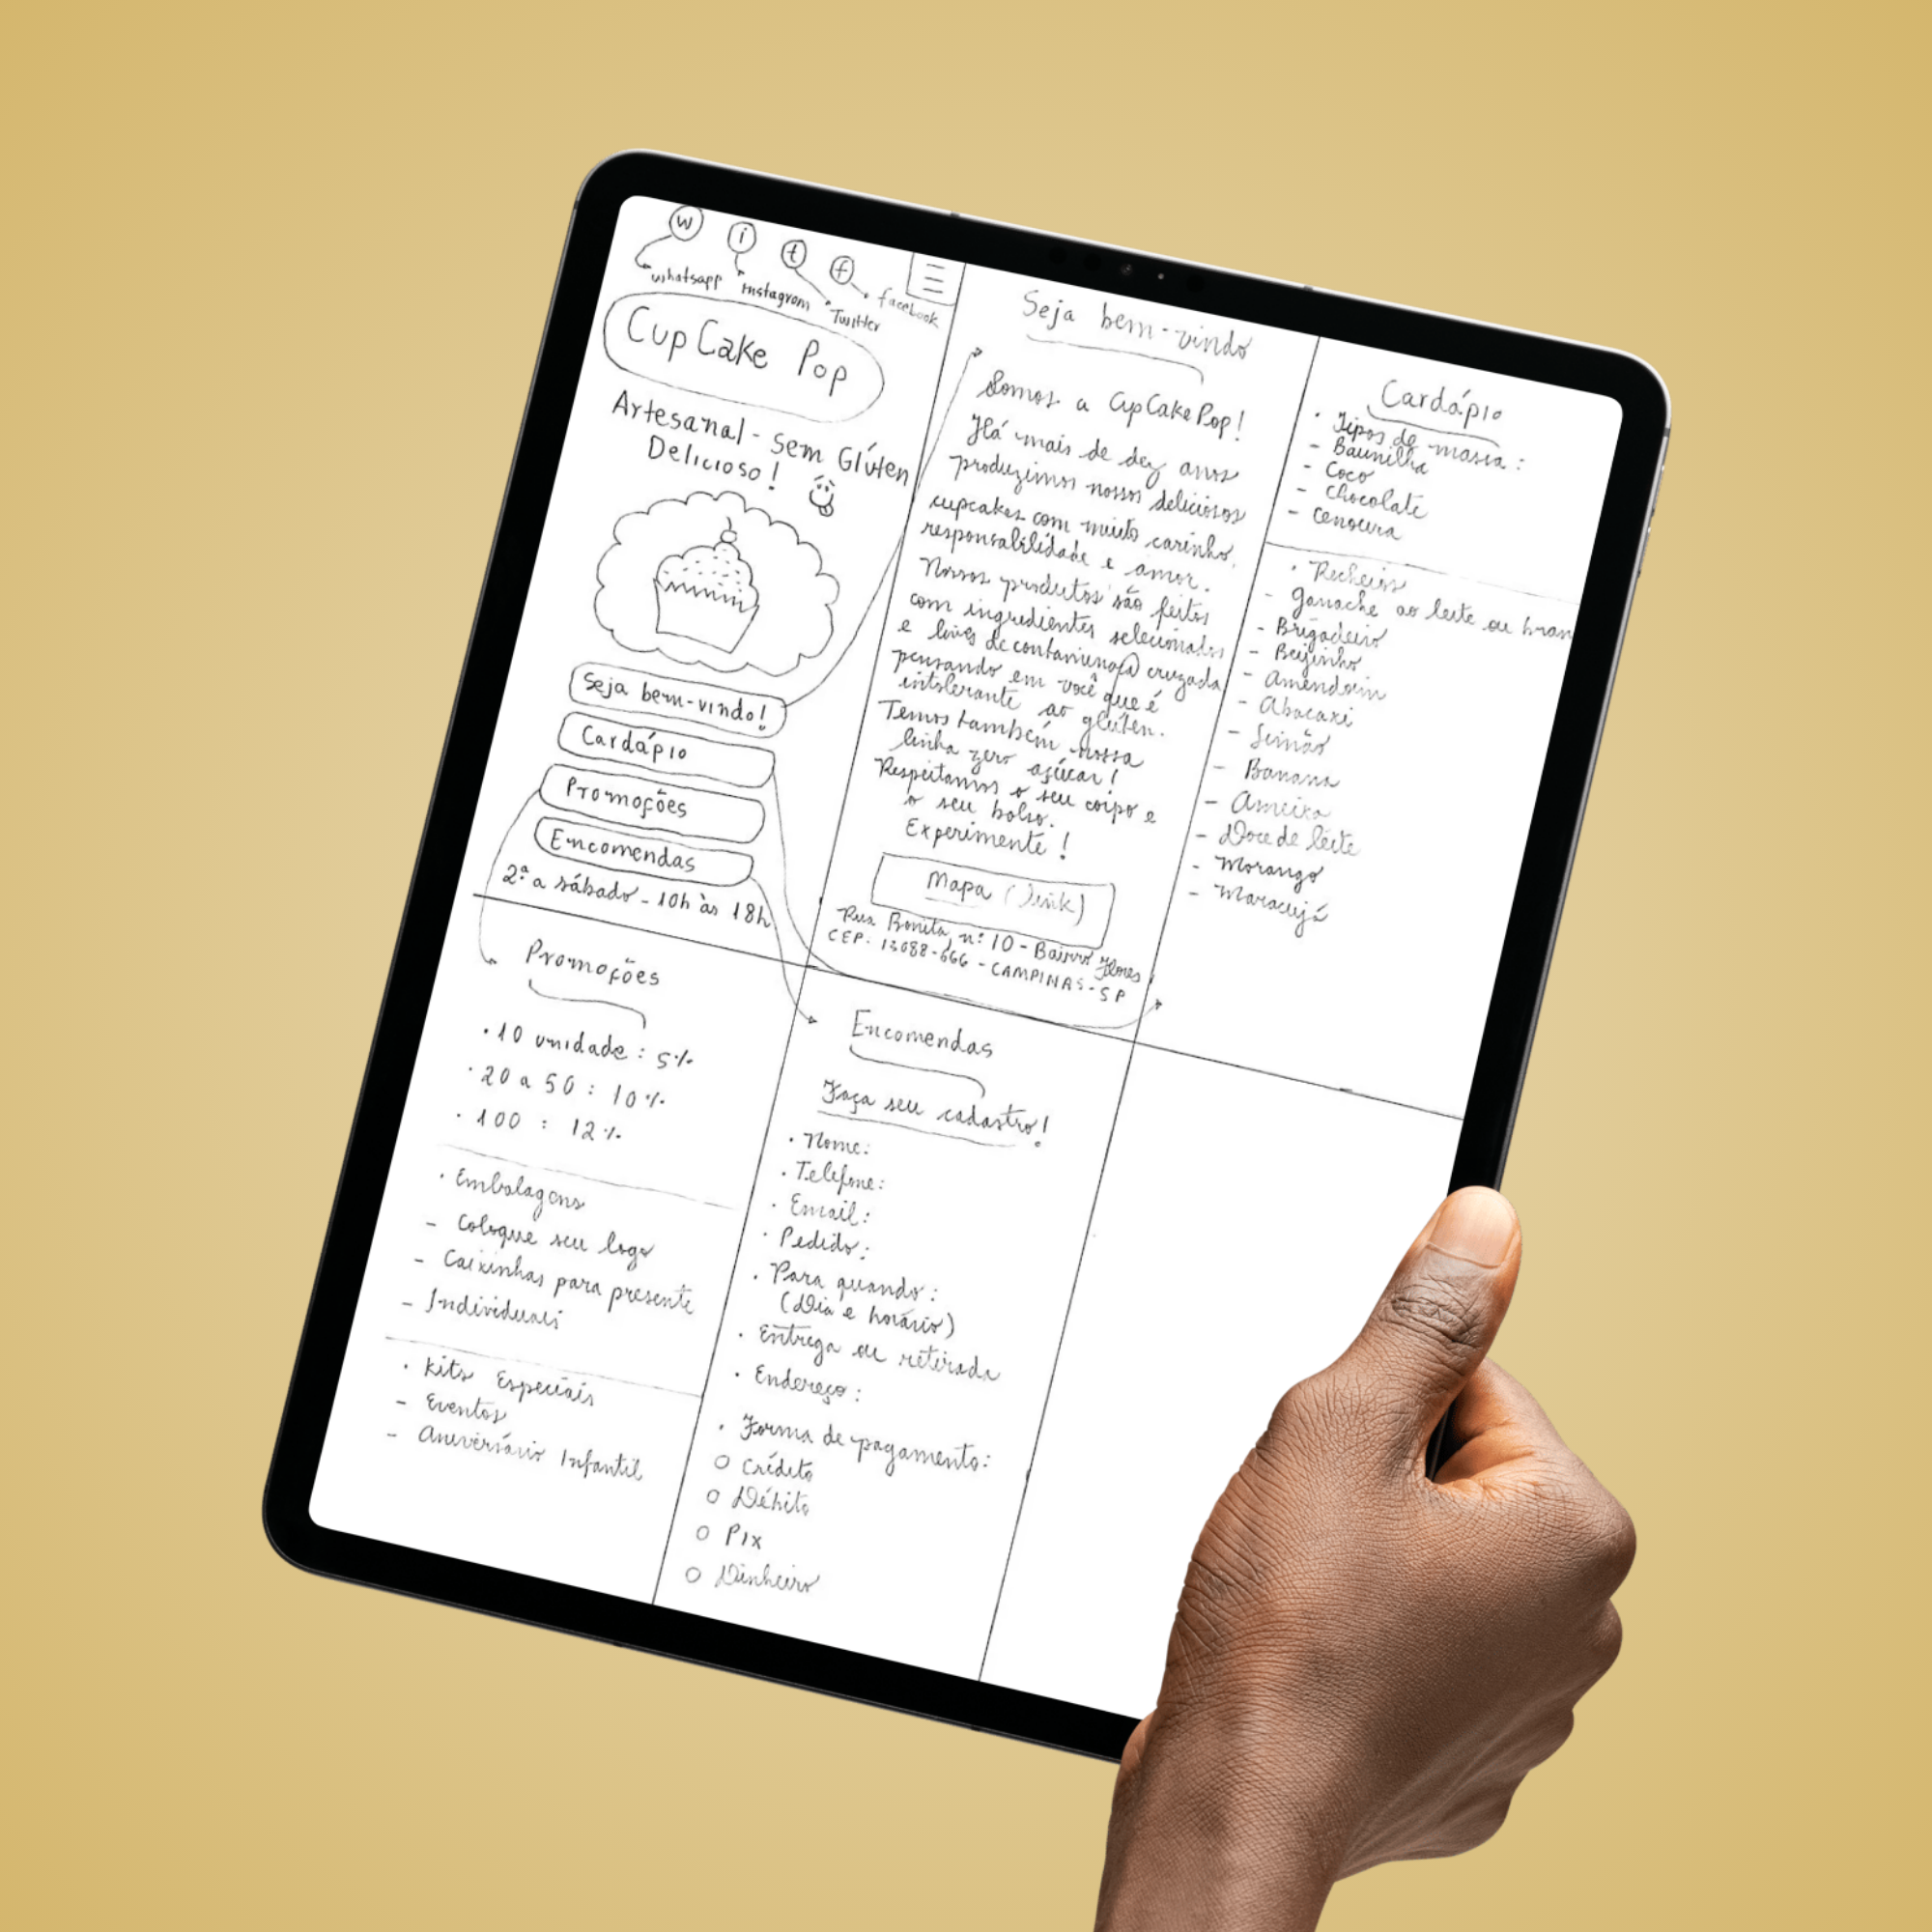 w i t f
whatsapp instagram Twitter facebook
CupCake Pop
Artesanal - Sem Glúten
Delicioso!
Seja bem-vindo!
Cardápio
Promoções
Encomendas
2ª a sábado - 10h às 18h
Seja bem-vindo
Somos a CupCakePop!
Há mais de dez anos
produzimos nossos deliciosos
cupcakes com muito carinho,
responsabilidade e amor.
Nossos produtos são feitos
com ingredientes selecionados
e livres de contaminação cruzada
pensando em você que é
intolerante ao glúten.
Temos também nossa
linha zero açúcar!
Respeitamos o seu corpo e
o seu bolso.
Experimente!
Mapa (link)
Rua Bonita, nº 10 - Bairro Flores
CEP. 13088-666 - CAMPINAS-SP
Cardápio
• Tipos de massa:
- Baunilha
- Coco
- Chocolate
- Cenoura
• Recheios
- Ganache ao leite ou bran
- Brigadeiro
- Beijinho
- Amendoim
- Abacaxi
- Limão
- Banana
- Ameixa
- Doce de leite
- Morango
- Maracujá
Promoções
• 10 unidade: 5%
• 20 a 50: 10%
• 100: 12%
• Embalagens
- Coloque seu logo
- Caixinhas para presente
- Individuais
• Kits Especiais
- Eventos
- Aniversário Infantil
Encomendas
Faça seu cadastro!
• Nome:
• Telefone:
• Email:
• Pedido:
• Para quando:
(Dia e horário)
• Entrega ou retirada
• Endereço:
• Forma de pagamento:
○ Crédito
○ Débito
○ Pix
○ Dinheiro